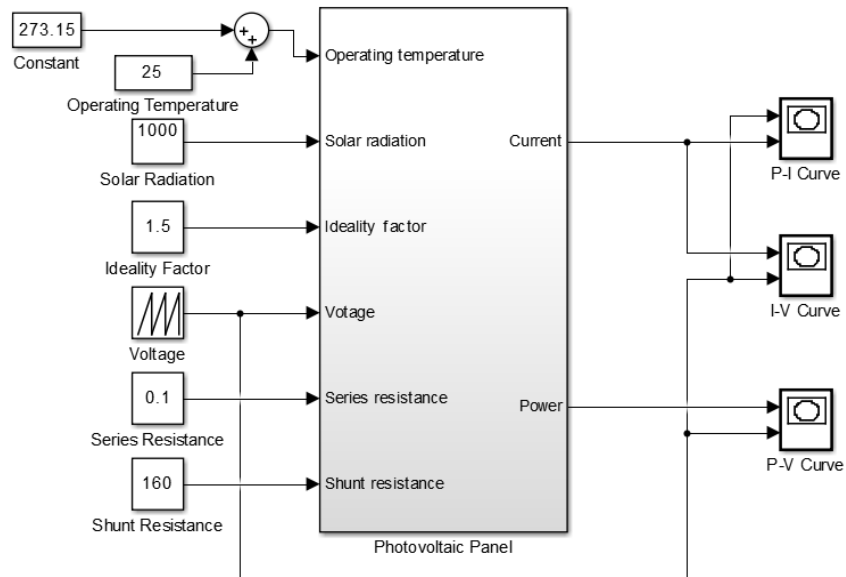 273.15
Constant
25
Operating Temperature
1000
Solar Radiation
1.5
Ideality Factor
Voltage
0.1
Series Resistance
160
Shunt Resistance
Operating temperature
Solar radiation
Ideality factor
Votage
Series resistance
Shunt resistance
Current
Power
Photovoltaic Panel
P-I Curve
I-V Curve
P-V Curve